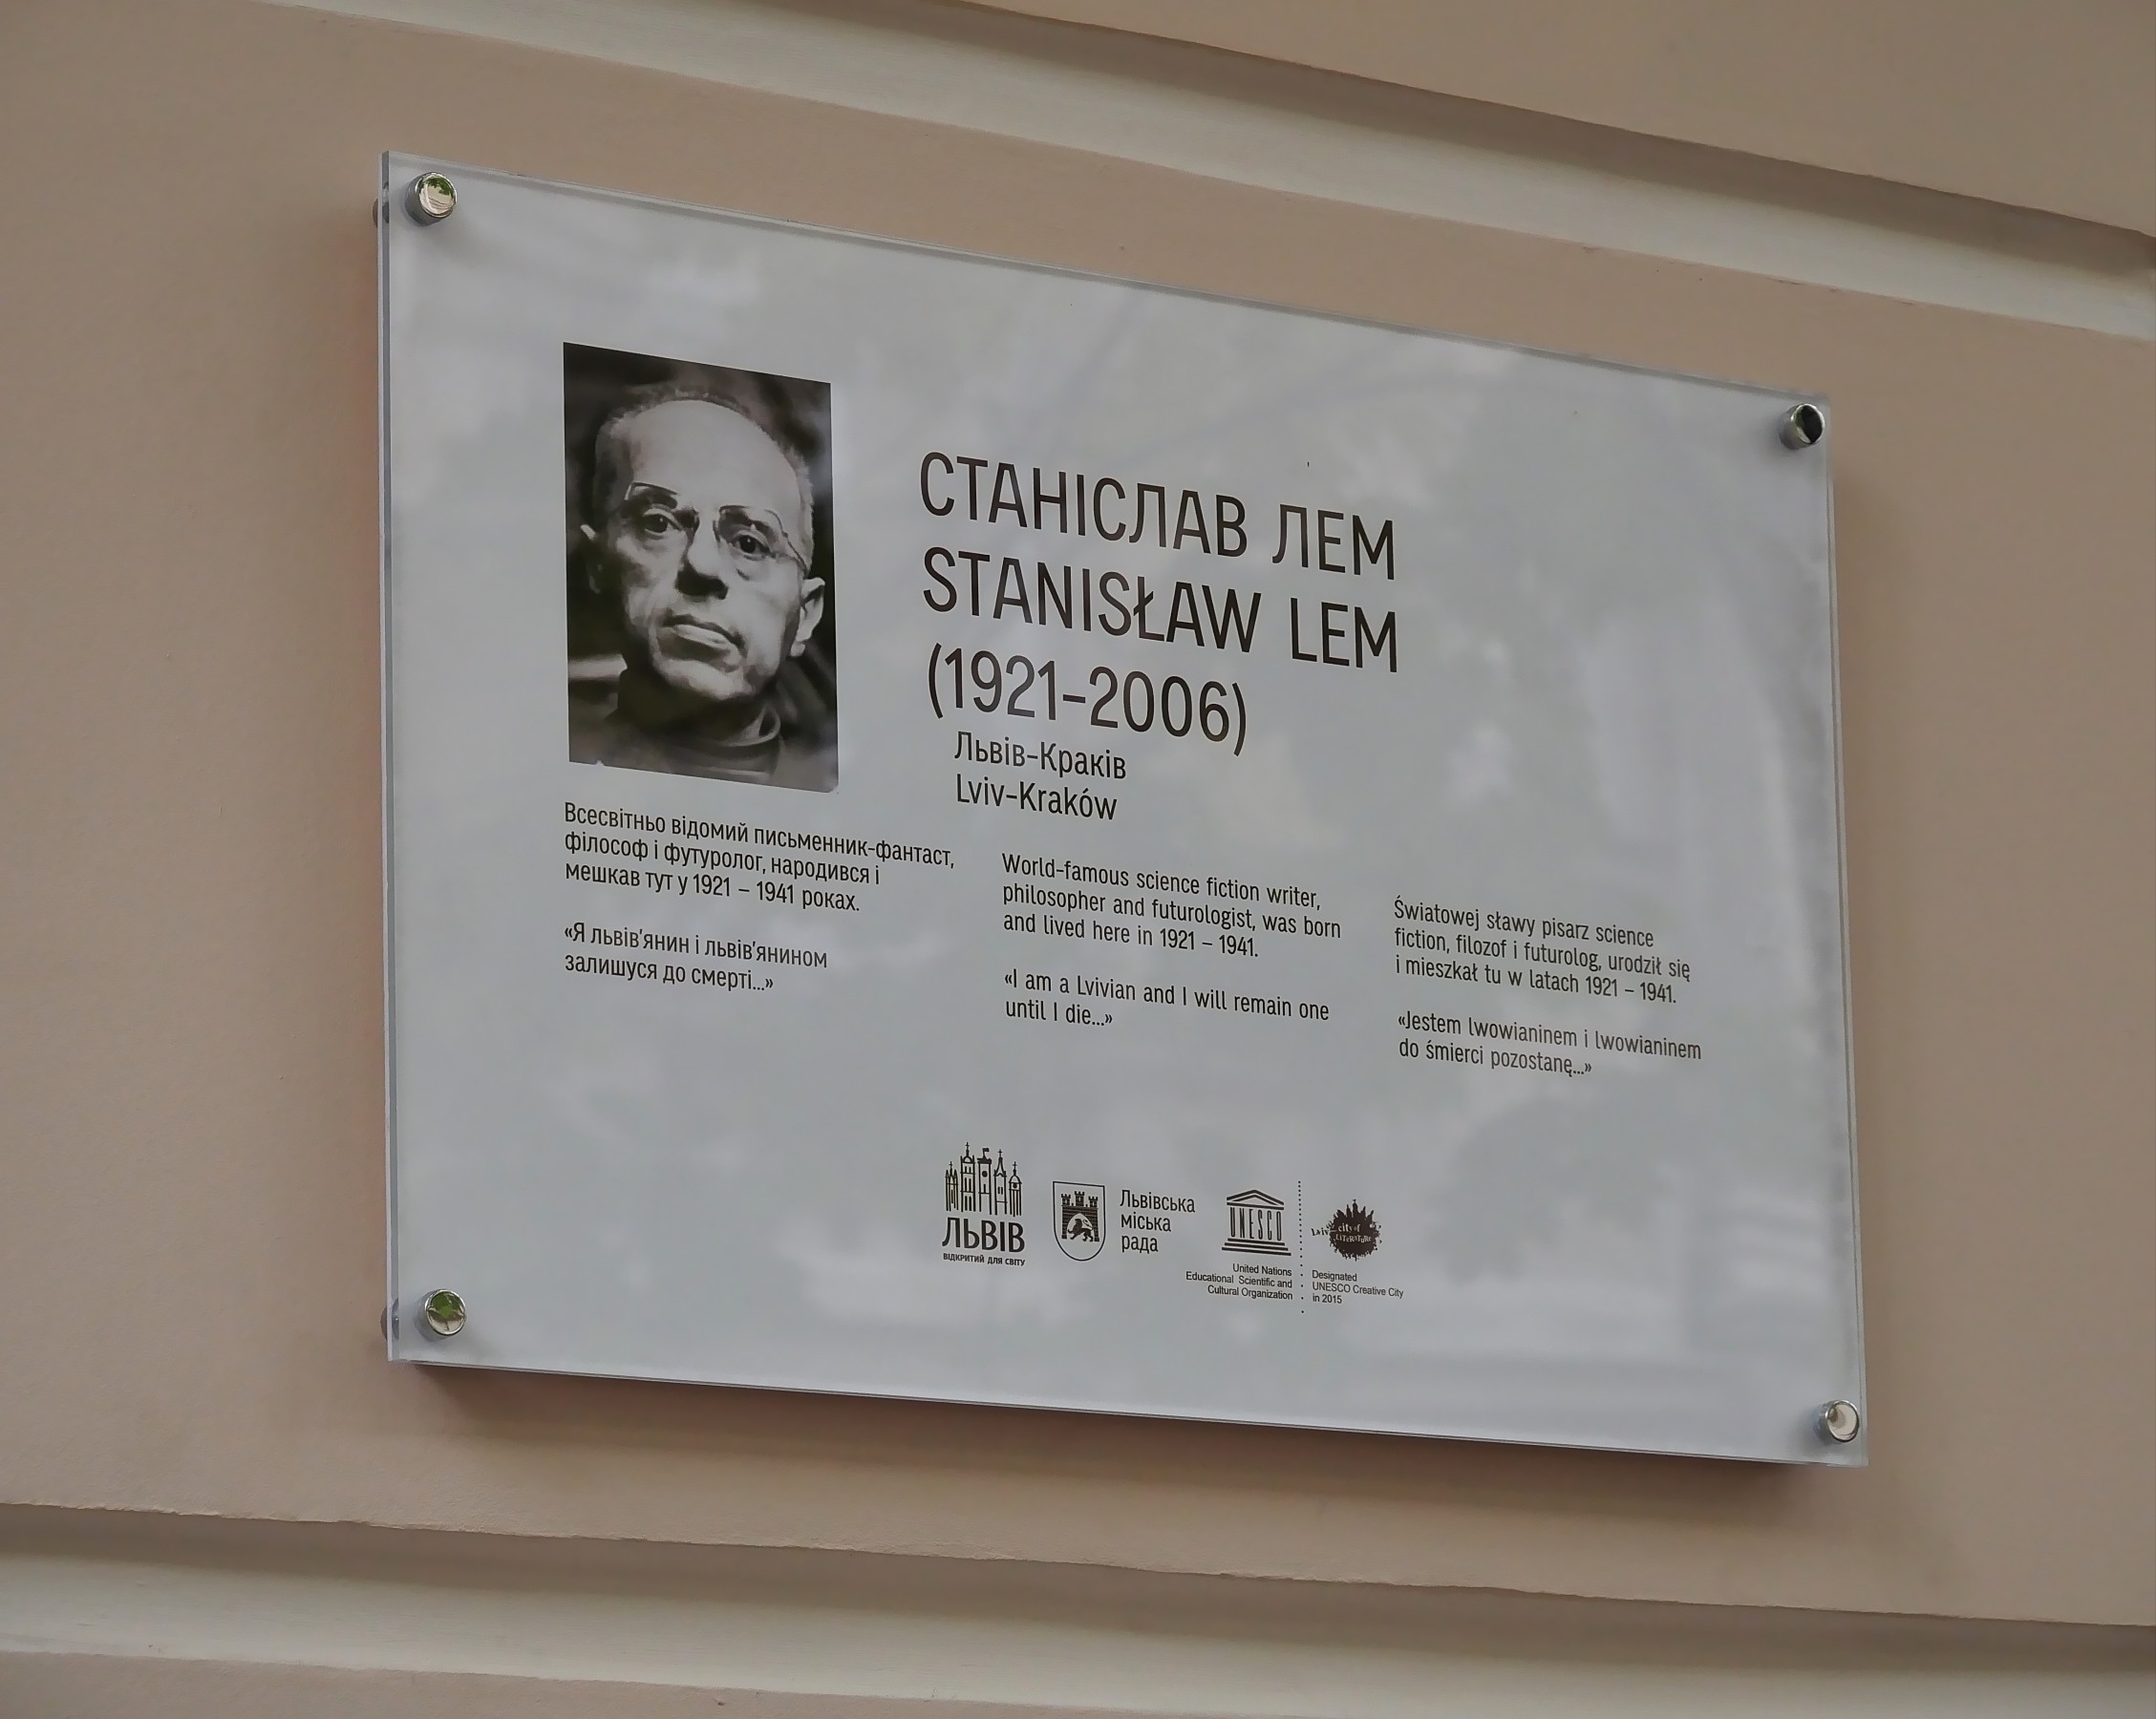 СТАНІСЛАВ ЛЕМ
STANISŁAW LEM
(1921-2006)
Львів-Краків
Lviv-Kraków
Всесвітньо відомий письменник-фантаст,
філософ і футуролог, народився і
мешкав тут у 1921 – 1941 роках.
«Я львів'янин і львів'янином
залишуся до смерті...»
World-famous science fiction writer,
philosopher and futurologist, was born
and lived here in 1921 – 1941.
«I am a Lvivian and I will remain one
until I die...»
Światowej sławy pisarz science
fiction, filozof i futurolog, urodził się
i mieszkał tu w latach 1921 – 1941.
«Jestem lwowianinem i lwowianinem
do śmierci pozostanę...»
ЛЬВІВ
ВІДКРИТИЙ ДЛЯ СВІТУ
Львівська
міська
рада
UNESCO
United Nations
Educational Scientific and
Cultural Organization
Lviv city of
LITERATURE
Designated
UNESCO Creative City
in 2015